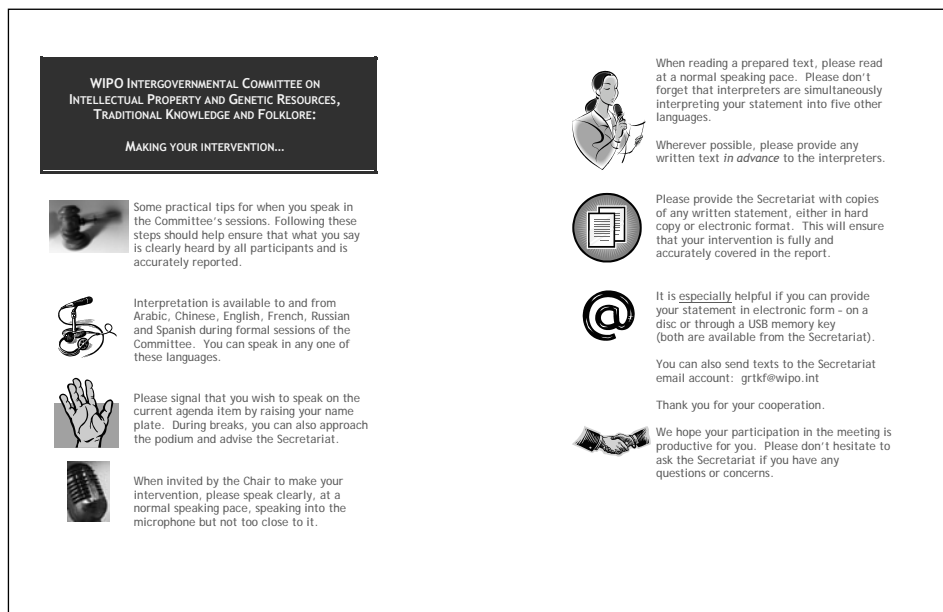 WIPO INTERGOVERNMENTAL COMMITTEE ON
INTELLECTUAL PROPERTY AND GENETIC RESOURCES,
TRADITIONAL KNOWLEDGE AND FOLKLORE:
MAKING YOUR INTERVENTION…
Some practical tips for when you speak in
the Committee's sessions. Following these
steps should help ensure that what you say
is clearly heard by all participants and is
accurately reported.
Interpretation is available to and from
Arabic, Chinese, English, French, Russian
and Spanish during formal sessions of the
Committee. You can speak in any one of
these languages.
Please signal that you wish to speak on the
current agenda item by raising your name
plate. During breaks, you can also approach
the podium and advise the Secretariat.
When invited by the Chair to make your
intervention, please speak clearly, at a
normal speaking pace, speaking into the
microphone but not too close to it.
When reading a prepared text, please read
at a normal speaking pace. Please don't
forget that interpreters are simultaneously
interpreting your statement into five other
languages.
Wherever possible, please provide any
written text in advance to the interpreters.
Please provide the Secretariat with copies
of any written statement, either in hard
copy or electronic format. This will ensure
that your intervention is fully and
accurately covered in the report.
@
It is especially helpful if you can provide
your statement in electronic form – on a
disc or through a USB memory key
(both are available from the Secretariat).
You can also send texts to the Secretariat
email account: grtkf@wipo.int
Thank you for your cooperation.
We hope your participation in the meeting is
productive for you. Please don't hesitate to
ask the Secretariat if you have any
questions or concerns.